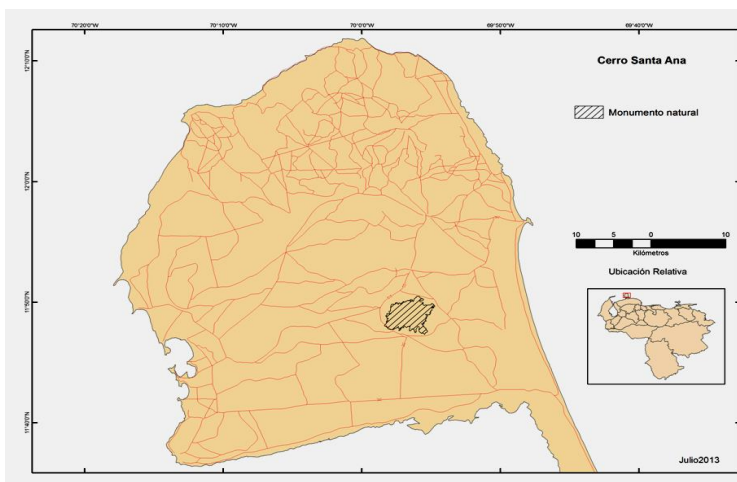 70°20'0"W 70°10'0"W 70°0'0"W 69°50'0"W 69°40'0"W
12°10'0"N
12°0'0"N
11°50'0"N
11°40'0"N
Cerro Santa Ana
Monumento natural
10 5 0 10
Kilómetros
Ubicación Relativa
Julio2013